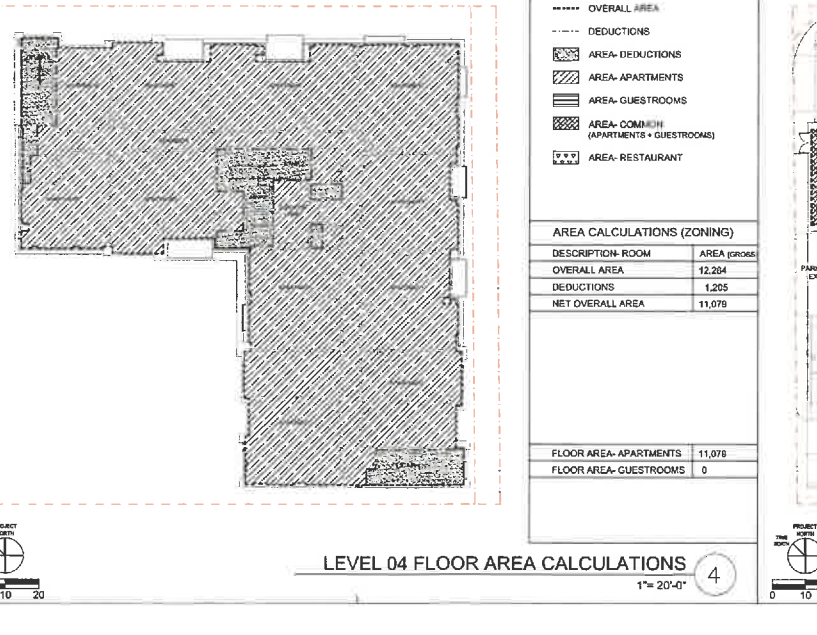 OVERALL AREA
DEDUCTIONS
AREA- DEDUCTIONS
AREA- APARTMENTS
AREA- GUESTROOMS
AREA- COMMON
(APARTMENTS + GUESTROOMS)
AREA- RESTAURANT
AREA CALCULATIONS (ZONING)
DESCRIPTION- ROOM AREA (GROSS
OVERALL AREA 12,284
DEDUCTIONS 1,205
NET OVERALL AREA 11,079
FLOOR AREA- APARTMENTS 11,079
FLOOR AREA- GUESTROOMS 0
LEVEL 04 FLOOR AREA CALCULATIONS 4
1"= 20'-0"
10 20
PROJECT
NORTH
TRUE
NORTH
0 10